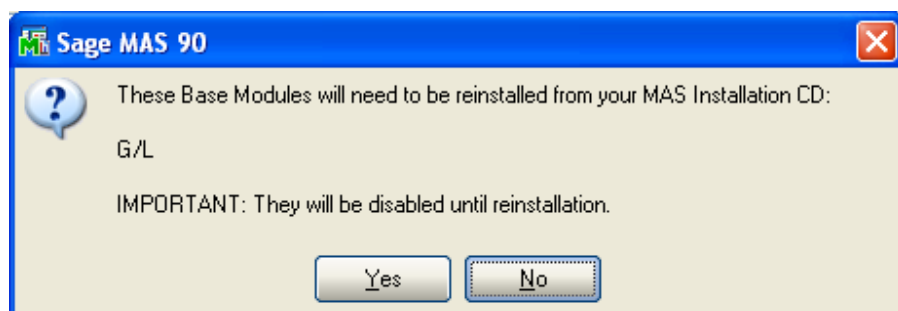 Sage MAS 90
These Base Modules will need to be reinstalled from your MAS Installation CD:
G/L
IMPORTANT: They will be disabled until reinstallation.
Yes
No